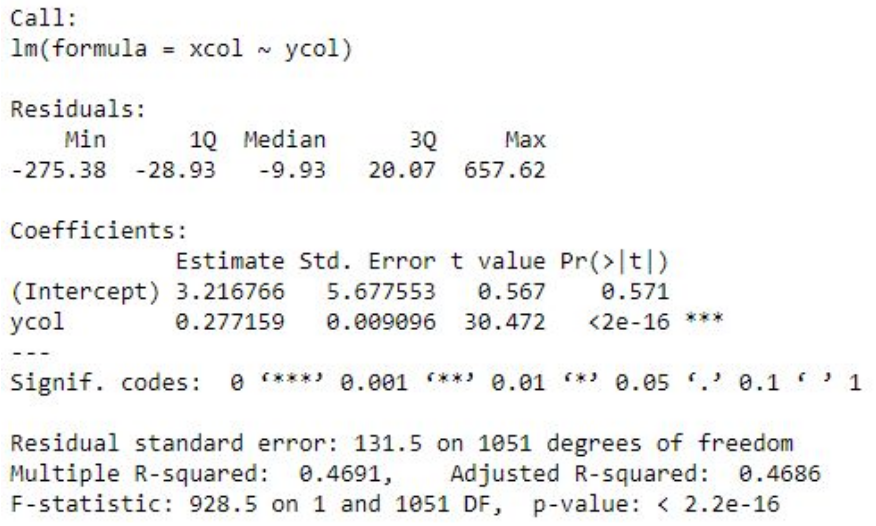 Call:
lm(formula = xcol ~ ycol)
Residuals:
Min 1Q Median 3Q Max
-275.38 -28.93 -9.93 20.07 657.62
Coefficients:
Estimate Std. Error t value Pr(>|t|)
(Intercept) 3.216766 5.677553 0.567 0.571
ycol 0.277159 0.009096 30.472 <2e-16 ***
---
Signif. codes: 0 ‘***’ 0.001 ‘**’ 0.01 ‘*’ 0.05 ‘.’ 0.1 ‘ ’ 1
Residual standard error: 131.5 on 1051 degrees of freedom
Multiple R-squared: 0.4691, Adjusted R-squared: 0.4686
F-statistic: 928.5 on 1 and 1051 DF, p-value: < 2.2e-16